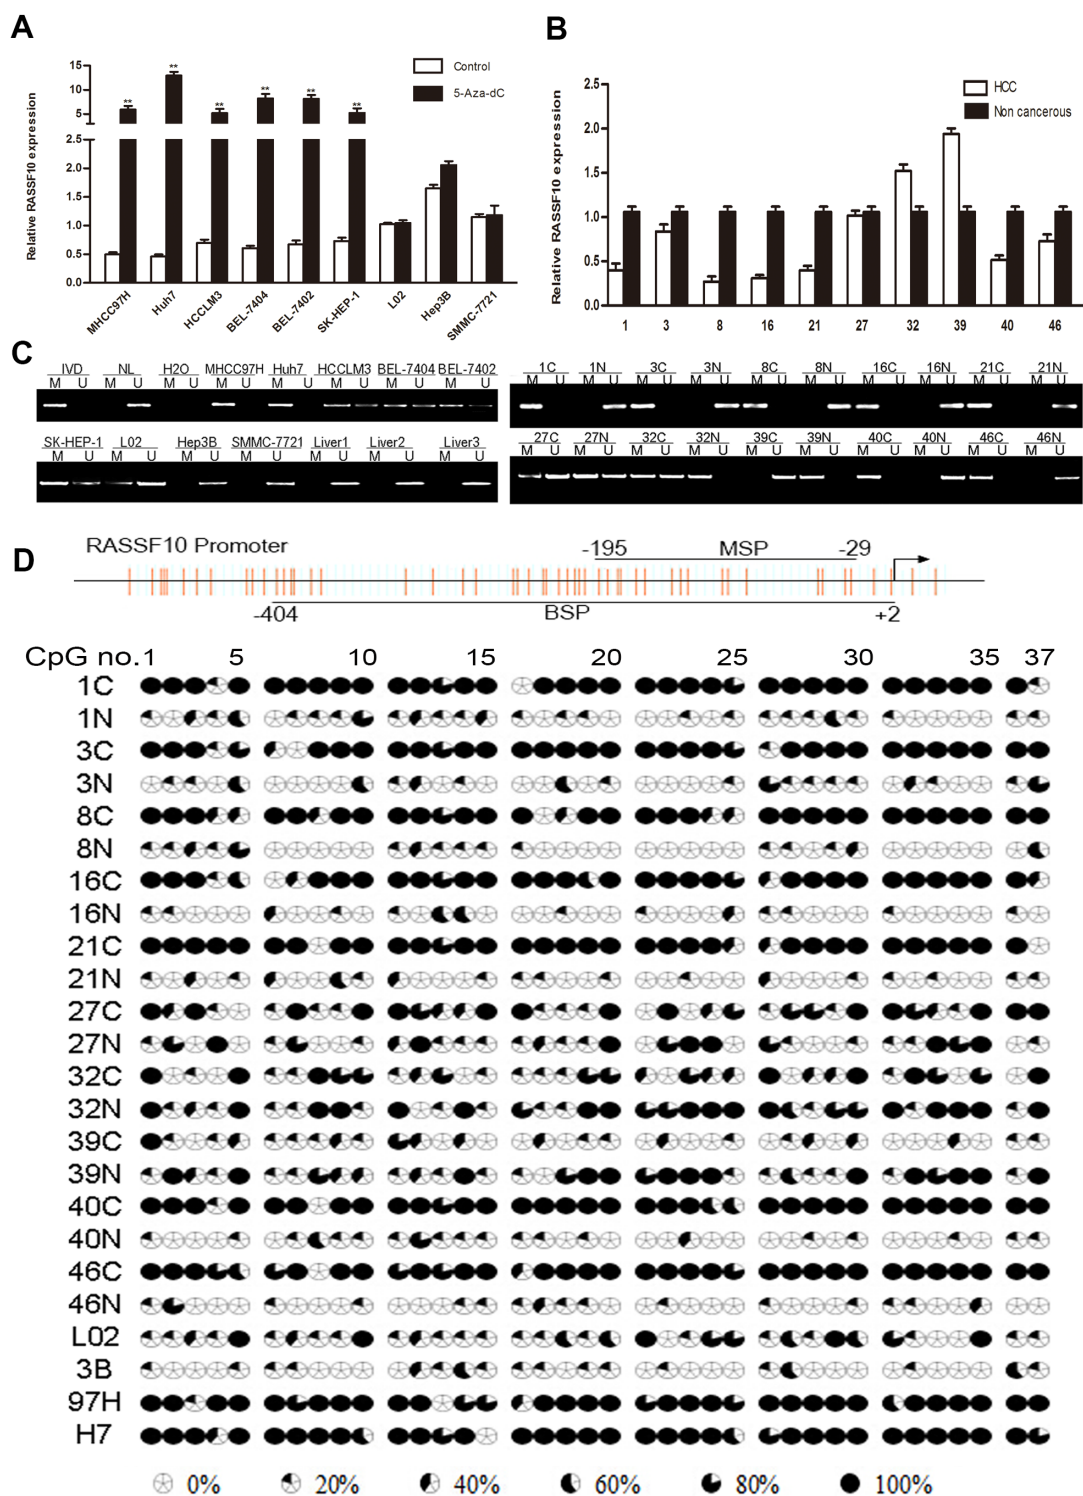 A
Relative RASSF10 expression
15
10
5
2.5
2.0
1.5
1.0
0.5
0.0
** ** ** ** ** **
Control
5-Aza-dC
MHCC97H Huh7 HCCLM3 BEL-7404 BEL-7402 SK-HEP-1 L02 Hep3B SMMC-7721
B
Relative RASSF10 expression
2.5
2.0
1.5
1.0
0.5
0.0
HCC
Non cancerous
1 3 8 16 21 27 32 39 40 46
C
IVD NL H2O MHCC97H Huh7 HCCLM3 BEL-7404 BEL-7402
M U M U M U M U M U M U M U M U
SK-HEP-1 L02 Hep3B SMMC-7721 Liver1 Liver2 Liver3
M U M U M U M U M U M U M U
1C 1N 3C 3N 8C 8N 16C 16N 21C 21N
M U M U M U M U M U M U M U M U M U M U
27C 27N 32C 32N 39C 39N 40C 40N 46C 46N
M U M U M U M U M U M U M U M U M U M U
D
RASSF10 Promoter
-195 MSP -29
-404 BSP +2
CpG no.1 5 10 15 20 25 30 35 37
1C
1N
3C
3N
8C
8N
16C
16N
21C
21N
27C
27N
32C
32N
39C
39N
40C
40N
46C
46N
L02
3B
97H
H7
0% 20% 40% 60% 80% 100%